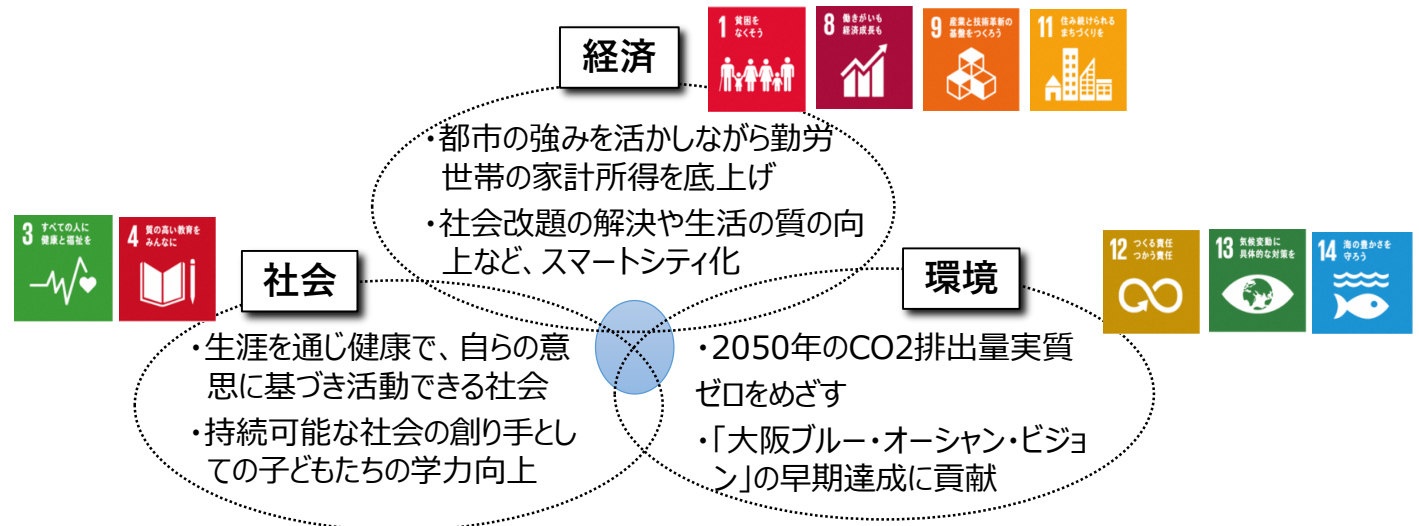 経済
1 貧困を
なくそう
8 働きがいも
経済成長も
9 産業と技術革新の
基盤をつくろう
11 住み続けられる
まちづくりを
・都市の強みを活かしながら勤労
世帯の家計所得を底上げ
・社会改題の解決や生活の質の向
上など、スマートシティ化
3 すべての人に
健康と福祉を
4 質の高い教育を
みんなに
社会
・生涯を通じ健康で、自らの意
思に基づき活動できる社会
・持続可能な社会の創り手とし
ての子どもたちの学力向上
環境
12 つくる責任
つかう責任
13 気候変動に
具体的な対策を
14 海の豊かさを
守ろう
・2050年のCO2排出量実質
ゼロをめざす
・「大阪ブルー・オーシャン・ビジョ
ン」の早期達成に貢献